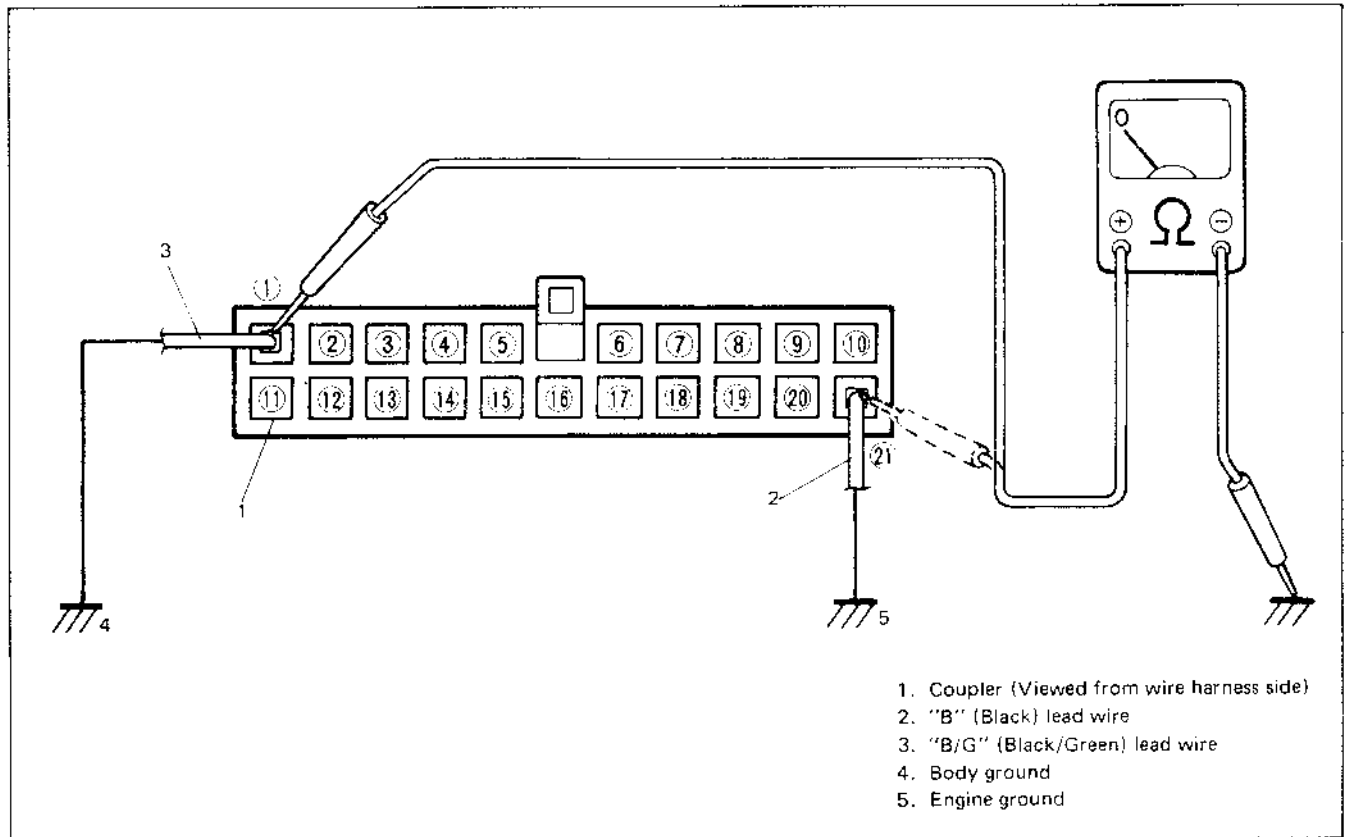 0
+ Ω −
3
①
② ③ ④ ⑤ ⑥ ⑦ ⑧ ⑨ ⑩
⑪ ⑫ ⑬ ⑭ ⑮ ⑯ ⑰ ⑱ ⑲ ⑳
㉑
1
2
4
5
1. Coupler (Viewed from wire harness side)
2. "B" (Black) lead wire
3. "B/G" (Black/Green) lead wire
4. Body ground
5. Engine ground